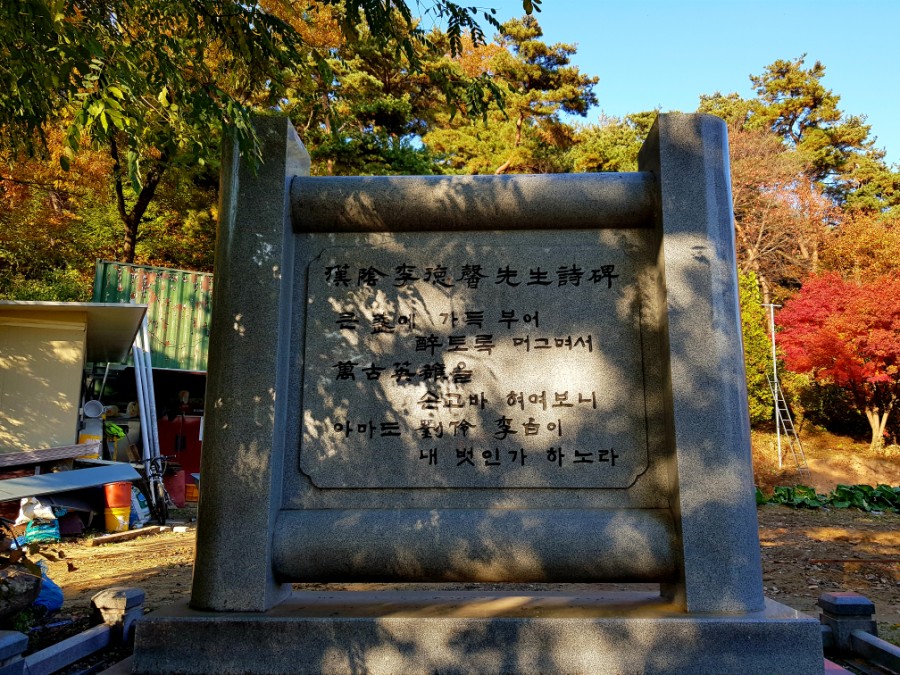 漢陰李德馨先生詩碑
큰 盞에 가득 부어
醉토록 머그며서
萬古英雄을
손고바 혀여보니
아마도 劉伶 李白이
내 벗인가 하노라